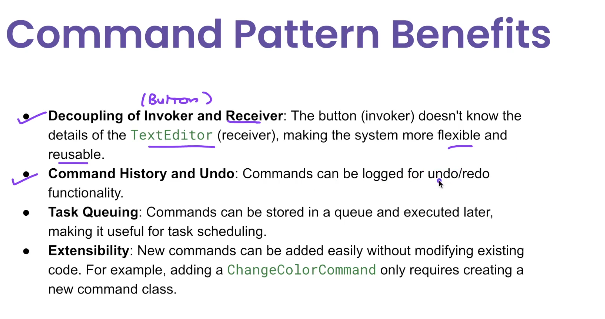 Command Pattern Benefits
(Button)
● Decoupling of Invoker and Receiver: The button (invoker) doesn't know the
details of the TextEditor (receiver), making the system more flexible and
reusable.
● Command History and Undo: Commands can be logged for undo/redo
functionality.
● Task Queuing: Commands can be stored in a queue and executed later,
making it useful for task scheduling.
● Extensibility: New commands can be added easily without modifying existing
code. For example, adding a ChangeColorCommand only requires creating a
new command class.